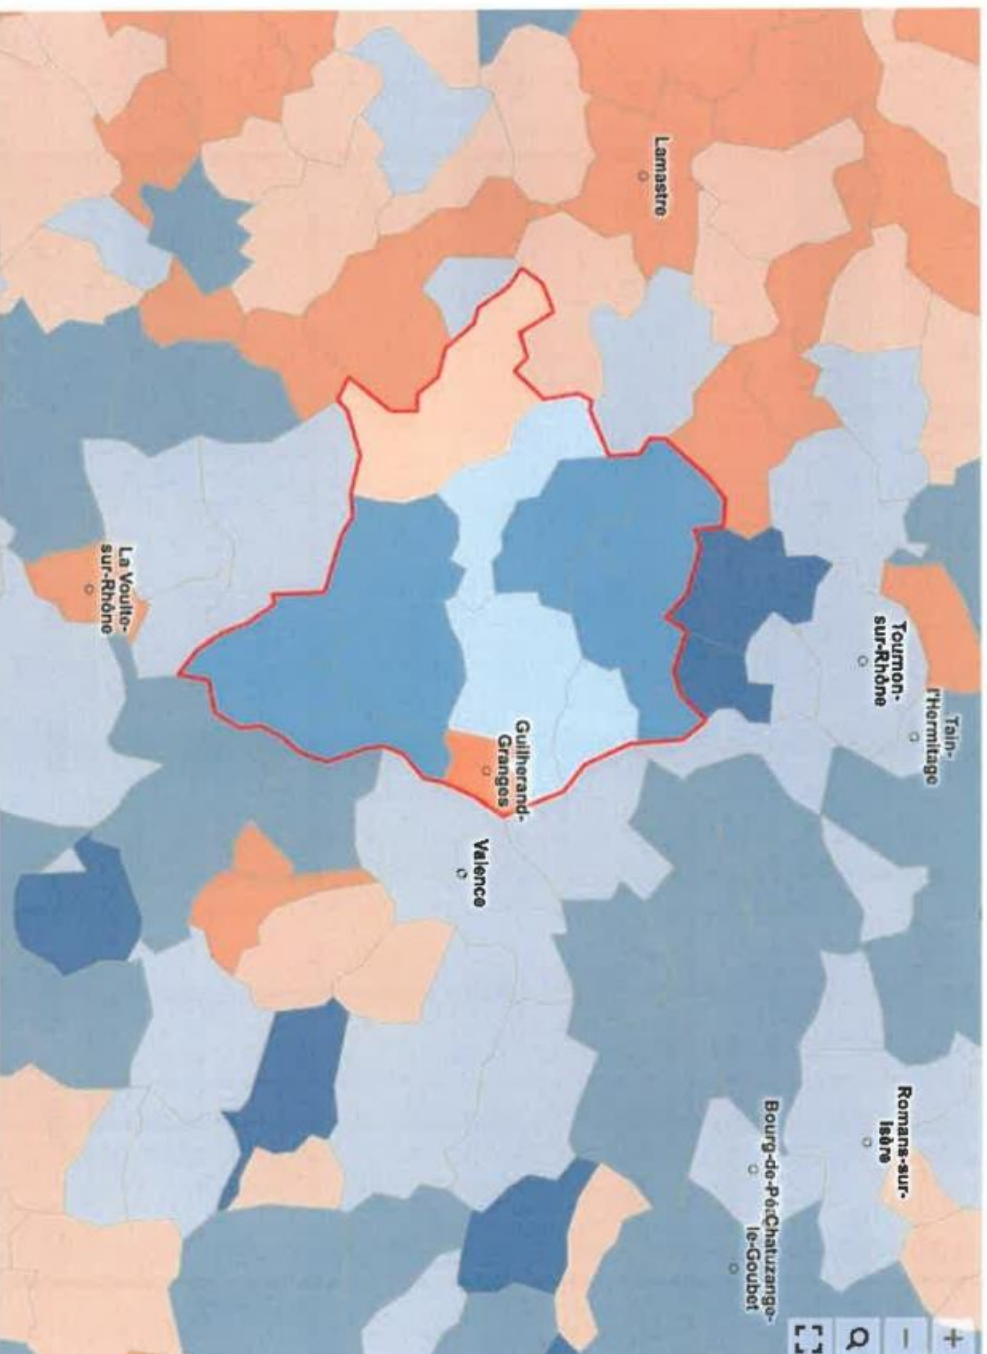 Lamastre
Tournon-
sur-Rhône
Tain-
l'Hermitage
Romans-sur-
Isère
Bourg-de-Péa
Chatuzange-
le-Goubet
Guilherand-
Granges
Valence
La Voulte-
sur-Rhône
+
−